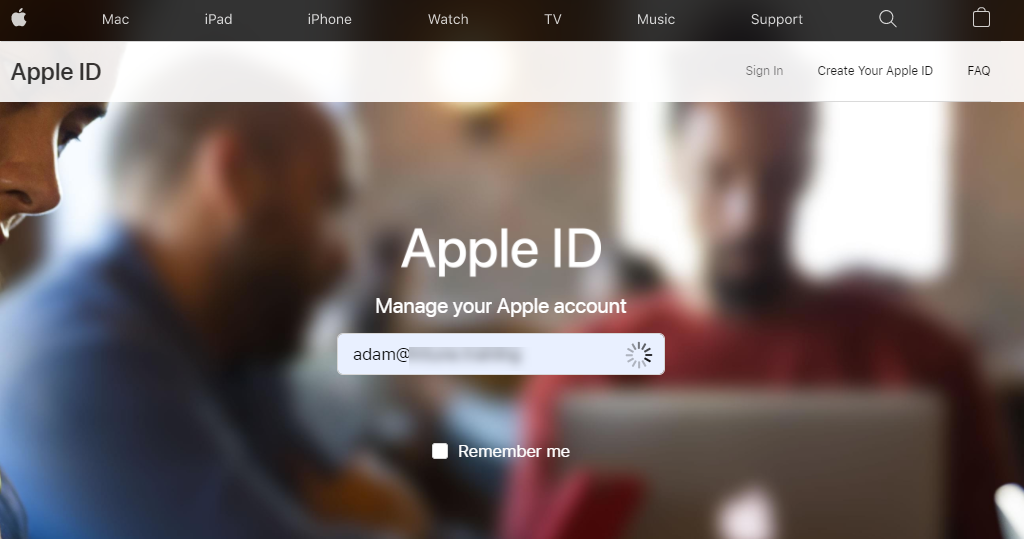 Mac iPad iPhone Watch TV Music Support
Apple ID Sign In Create Your Apple ID FAQ
Apple ID
Manage your Apple account
adam@
Remember me